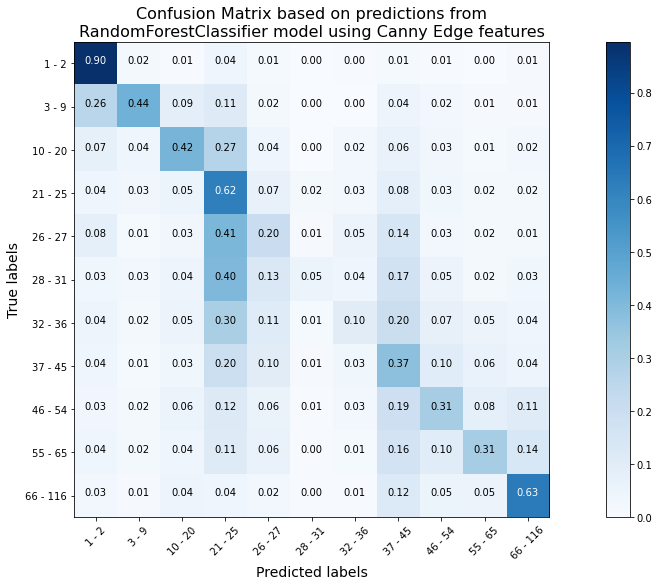 Confusion Matrix based on predictions from
RandomForestClassifier model using Canny Edge features
True labels
1 - 2 0.90 0.02 0.01 0.04 0.01 0.00 0.00 0.01 0.01 0.00 0.01
3 - 9 0.26 0.44 0.09 0.11 0.02 0.00 0.00 0.04 0.02 0.01 0.01
10 - 20 0.07 0.04 0.42 0.27 0.04 0.00 0.02 0.06 0.03 0.01 0.02
21 - 25 0.04 0.03 0.05 0.62 0.07 0.02 0.03 0.08 0.03 0.02 0.02
26 - 27 0.08 0.01 0.03 0.41 0.20 0.01 0.05 0.14 0.03 0.02 0.01
28 - 31 0.03 0.03 0.04 0.40 0.13 0.05 0.04 0.17 0.05 0.02 0.03
32 - 36 0.04 0.02 0.05 0.30 0.11 0.01 0.10 0.20 0.07 0.05 0.04
37 - 45 0.04 0.01 0.03 0.20 0.10 0.01 0.03 0.37 0.10 0.06 0.04
46 - 54 0.03 0.02 0.06 0.12 0.06 0.01 0.03 0.19 0.31 0.08 0.11
55 - 65 0.04 0.02 0.04 0.11 0.06 0.00 0.01 0.16 0.10 0.31 0.14
66 - 116 0.03 0.01 0.04 0.04 0.02 0.00 0.01 0.12 0.05 0.05 0.63
1 - 2 3 - 9 10 - 20 21 - 25 26 - 27 28 - 31 32 - 36 37 - 45 46 - 54 55 - 65 66 - 116
Predicted labels
0.8
0.7
0.6
0.5
0.4
0.3
0.2
0.1
0.0